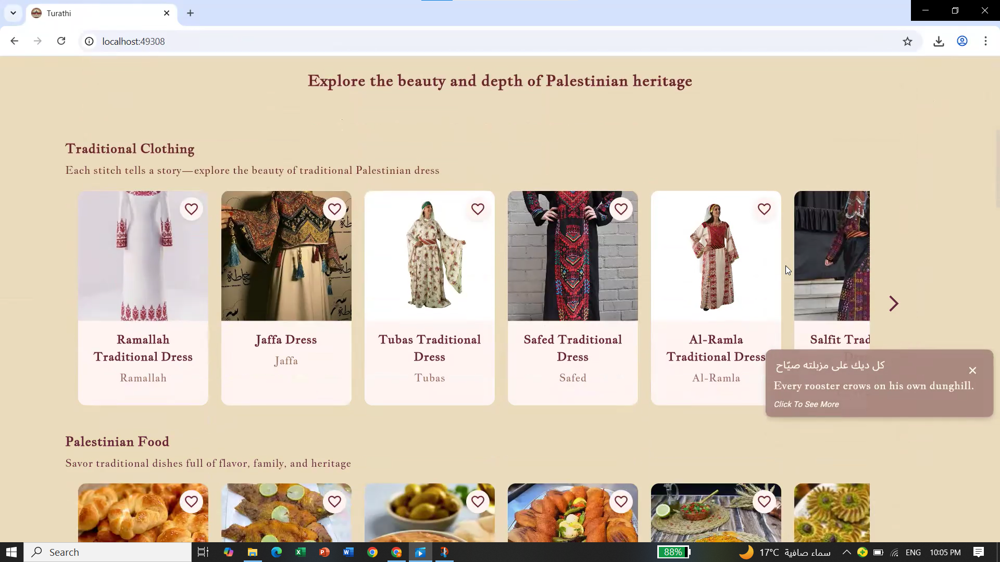 Turathi
localhost:49308
Explore the beauty and depth of Palestinian heritage
Traditional Clothing
Each stitch tells a story—explore the beauty of traditional Palestinian dress
Ramallah
Traditional Dress
Ramallah
Jaffa Dress
Jaffa
Tubas Traditional
Dress
Tubas
Safed Traditional
Dress
Safed
Al-Ramla
Traditional Dress
Al-Ramla
Salfit Trad
كل ديك على مزبلته صيّاح
Every rooster crows on his own dunghill.
Click To See More
Palestinian Food
Savor traditional dishes full of flavor, family, and heritage
Search
88%
17°C سماء صافية
ENG
10:05 PM